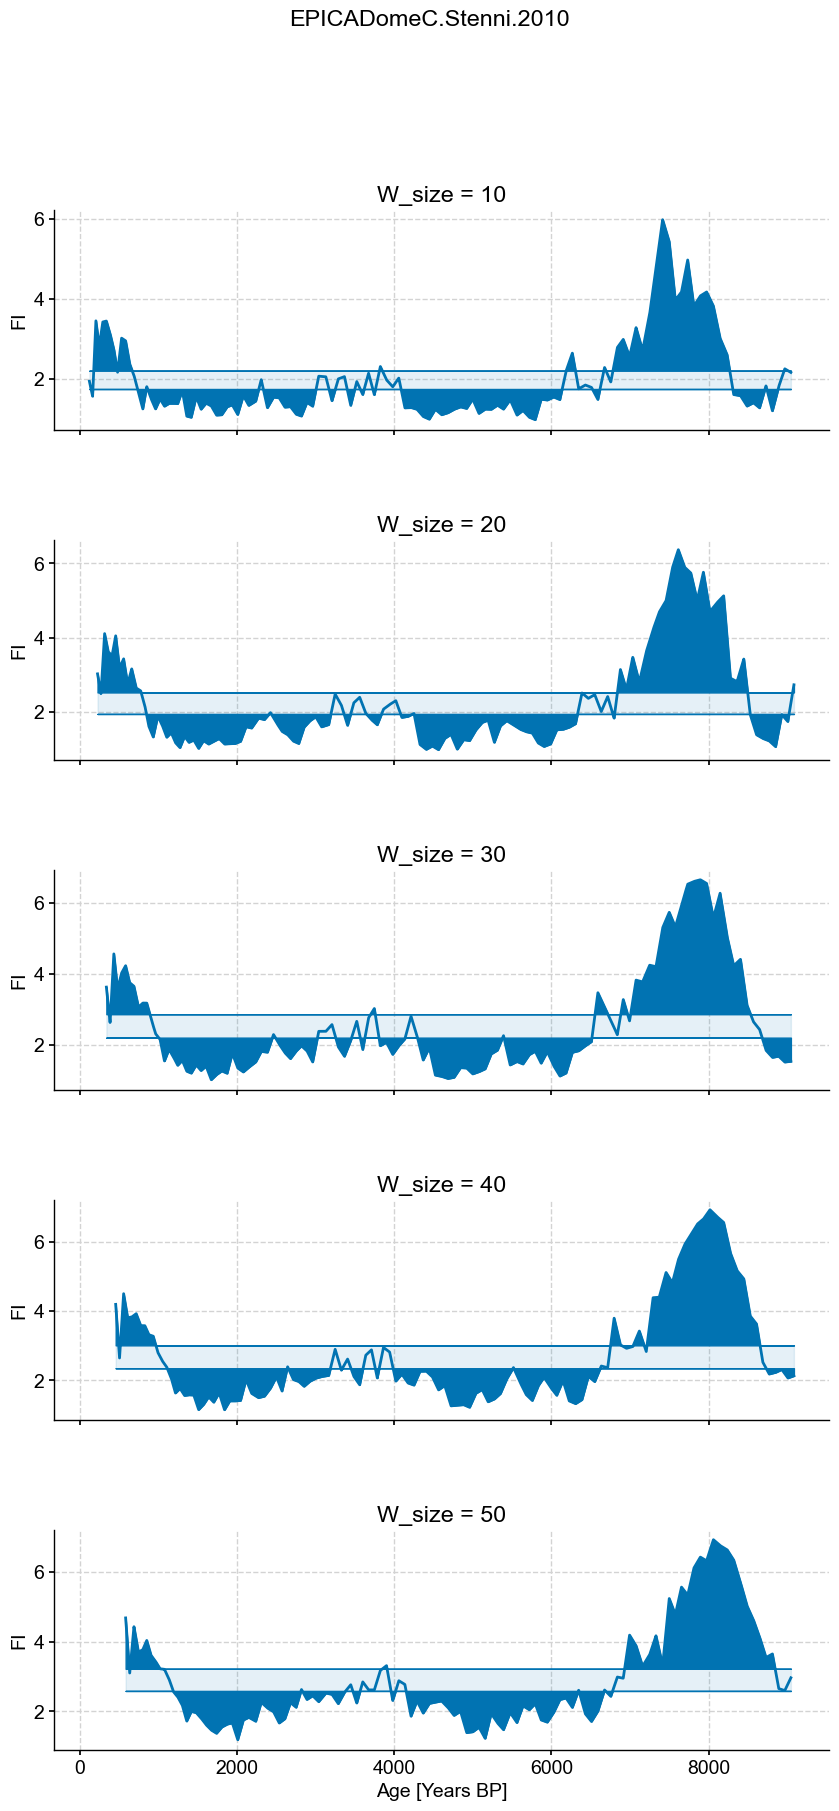 EPICADomeC.Stenni.2010
W_size = 10
6
4
2
FI
W_size = 20
6
4
2
FI
W_size = 30
6
4
2
FI
W_size = 40
6
4
2
FI
W_size = 50
6
4
2
FI
0 2000 4000 6000 8000
Age [Years BP]